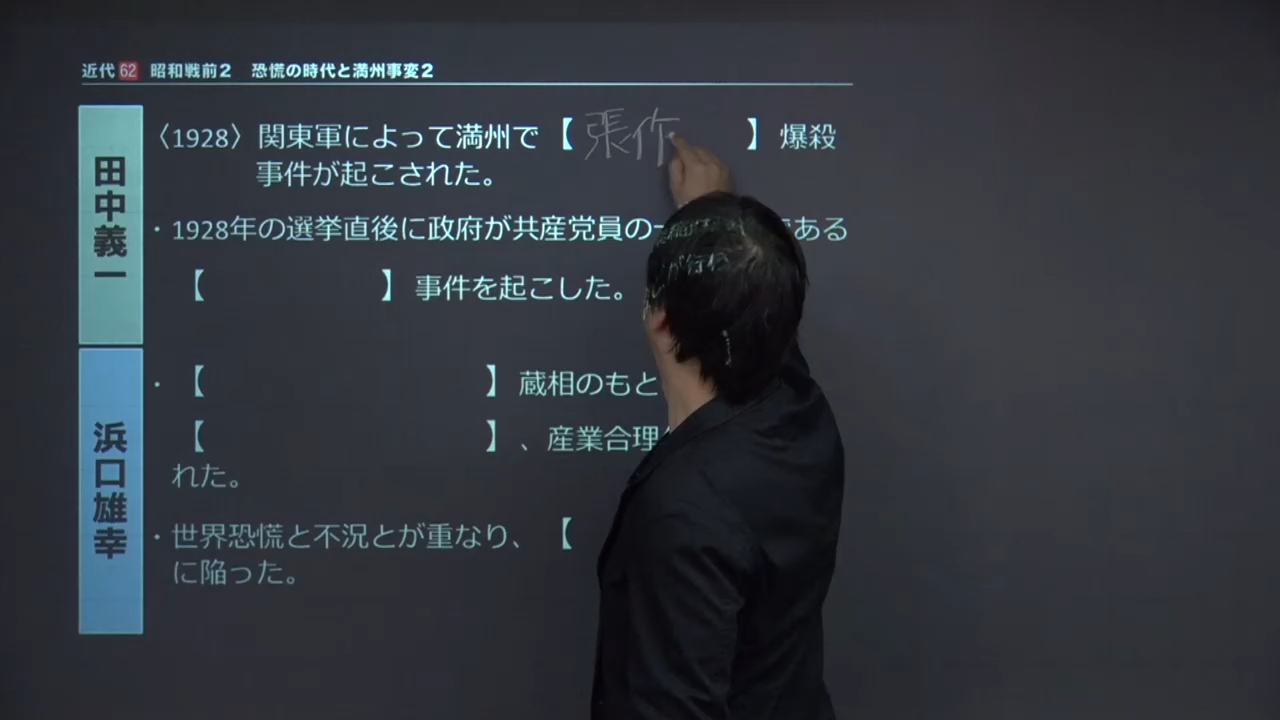 近代 62 昭和戦前2 恐慌の時代と満州事変2
田中義一
〈1928〉関東軍によって満州で【張作 】爆殺
事件が起こされた。
・1928年の選挙直後に政府が共産党員の一 である
【 】事件を起こした。
浜口雄幸
・【 】蔵相のもと
【 】、産業合理
れた。
・世界恐慌と不況とが重なり、【
に陥った。